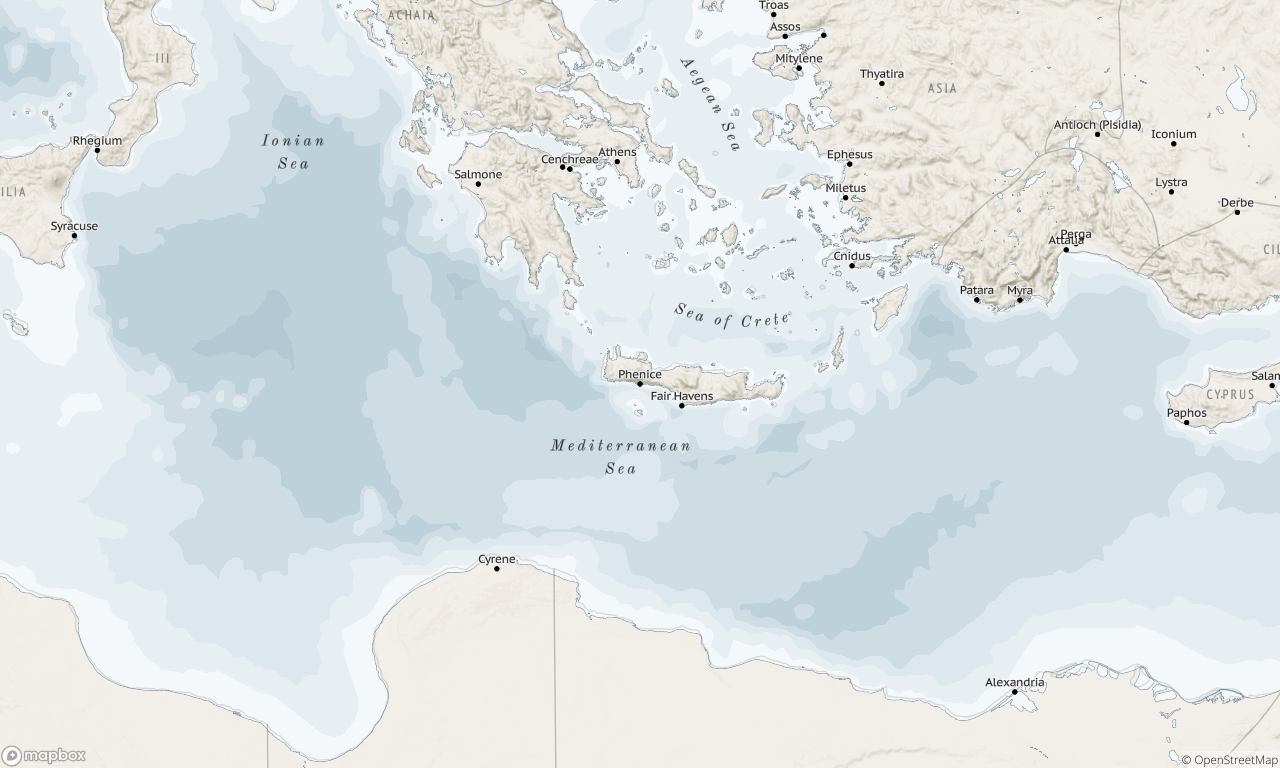 Troas
ACHAIA
Assos
III
Mitylene
Aegean Sea
Thyatira
ASIA
Antioch (Pisidia)
Iconium
Rhegium
Ionian
Sea
Athens
Cenchreae
Ephesus
Salmone
Lystra
ILIA
Miletus
Derbe
Syracuse
Perga
Attalia
CIL
Cnidus
Patara
Myra
Sea of Crete
Phenice
Salam
Fair Havens
CYPRUS
Paphos
Mediterranean
Sea
Cyrene
Alexandria
mapbox
© OpenStreetMap